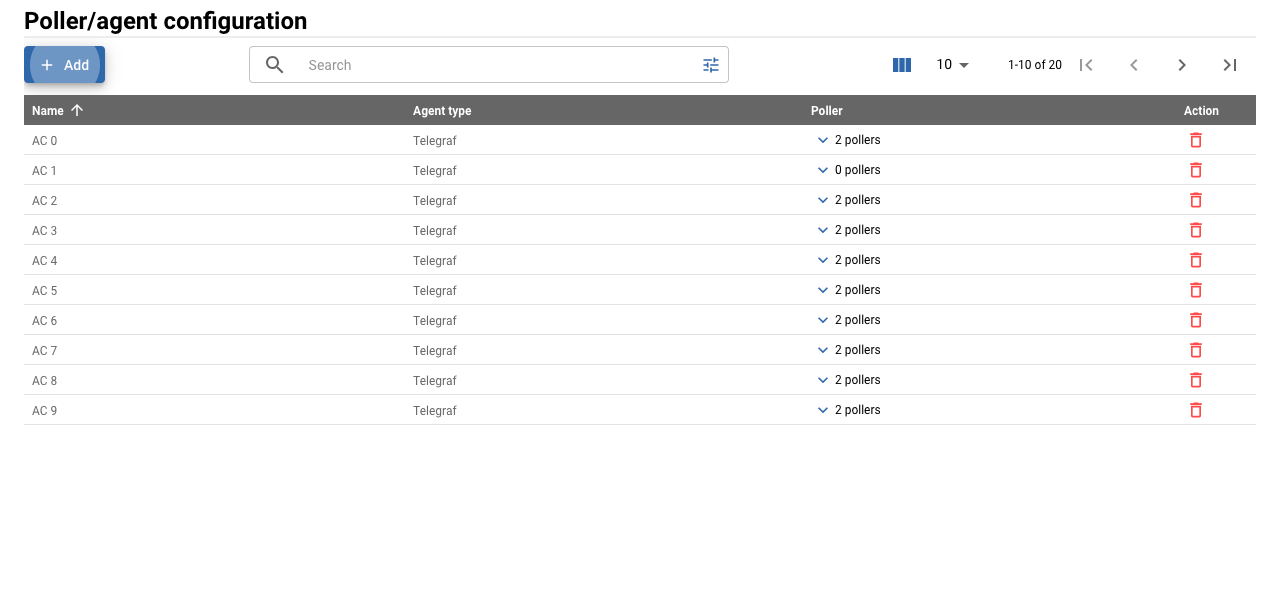 Poller/agent configuration
Add
Search
10
1-10 of 20
Name Agent type Poller Action
AC 0 Telegraf 2 pollers
AC 1 Telegraf 0 pollers
AC 2 Telegraf 2 pollers
AC 3 Telegraf 2 pollers
AC 4 Telegraf 2 pollers
AC 5 Telegraf 2 pollers
AC 6 Telegraf 2 pollers
AC 7 Telegraf 2 pollers
AC 8 Telegraf 2 pollers
AC 9 Telegraf 2 pollers